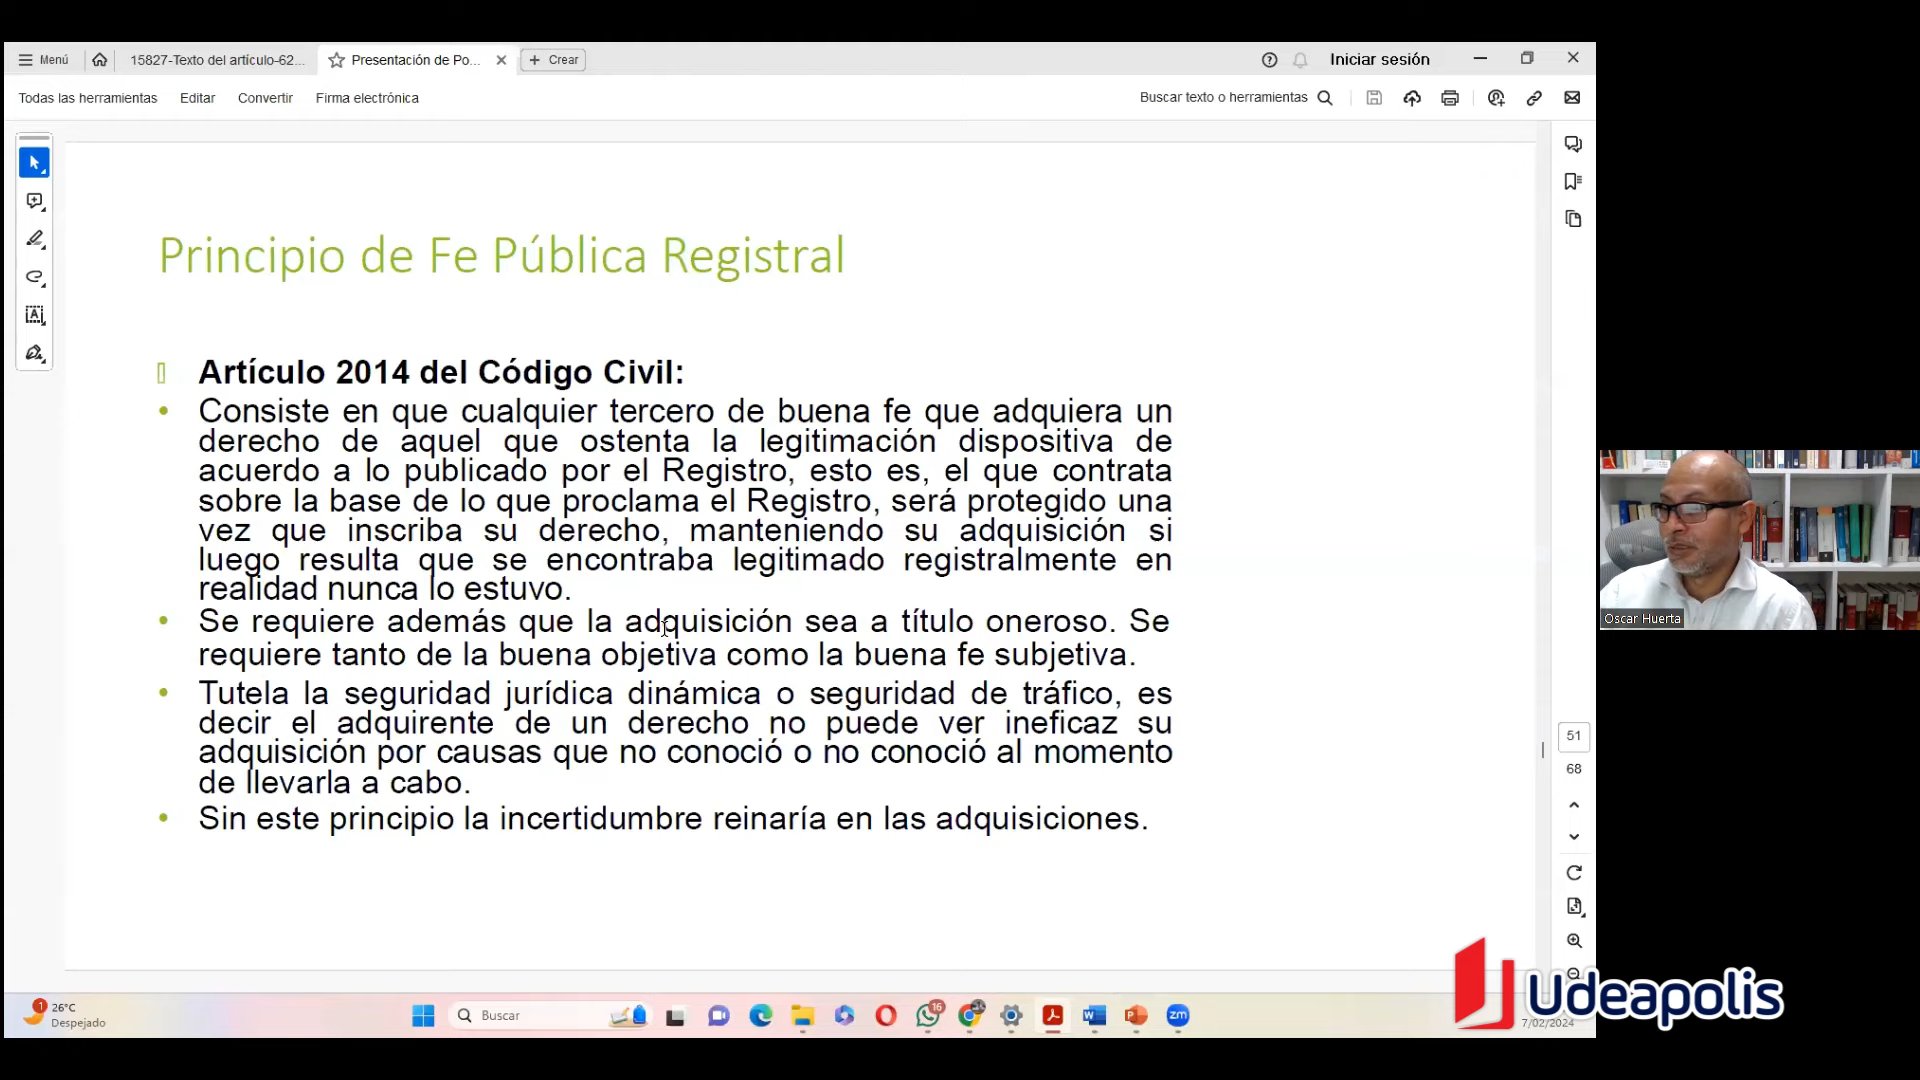 Menú
15827-Texto del artículo-62...
Presentación de Po...
Crear
Iniciar sesión
Todas las herramientas
Editar
Convertir
Firma electrónica
Buscar texto o herramientas
Principio de Fe Pública Registral
Artículo 2014 del Código Civil:
• Consiste en que cualquier tercero de buena fe que adquiera un
derecho de aquel que ostenta la legitimación dispositiva de
acuerdo a lo publicado por el Registro, esto es, el que contrata
sobre la base de lo que proclama el Registro, será protegido una
vez que inscriba su derecho, manteniendo su adquisición si
luego resulta que se encontraba legitimado registralmente en
realidad nunca lo estuvo.
• Se requiere además que la adquisición sea a título oneroso. Se
requiere tanto de la buena objetiva como la buena fe subjetiva.
• Tutela la seguridad jurídica dinámica o seguridad de tráfico, es
decir el adquirente de un derecho no puede ver ineficaz su
adquisición por causas que no conoció o no conoció al momento
de llevarla a cabo.
• Sin este principio la incertidumbre reinaría en las adquisiciones.
51
68
Oscar Huerta
1
26°C
Despejado
Buscar
16
zm
Udeapolis
7/02/2024